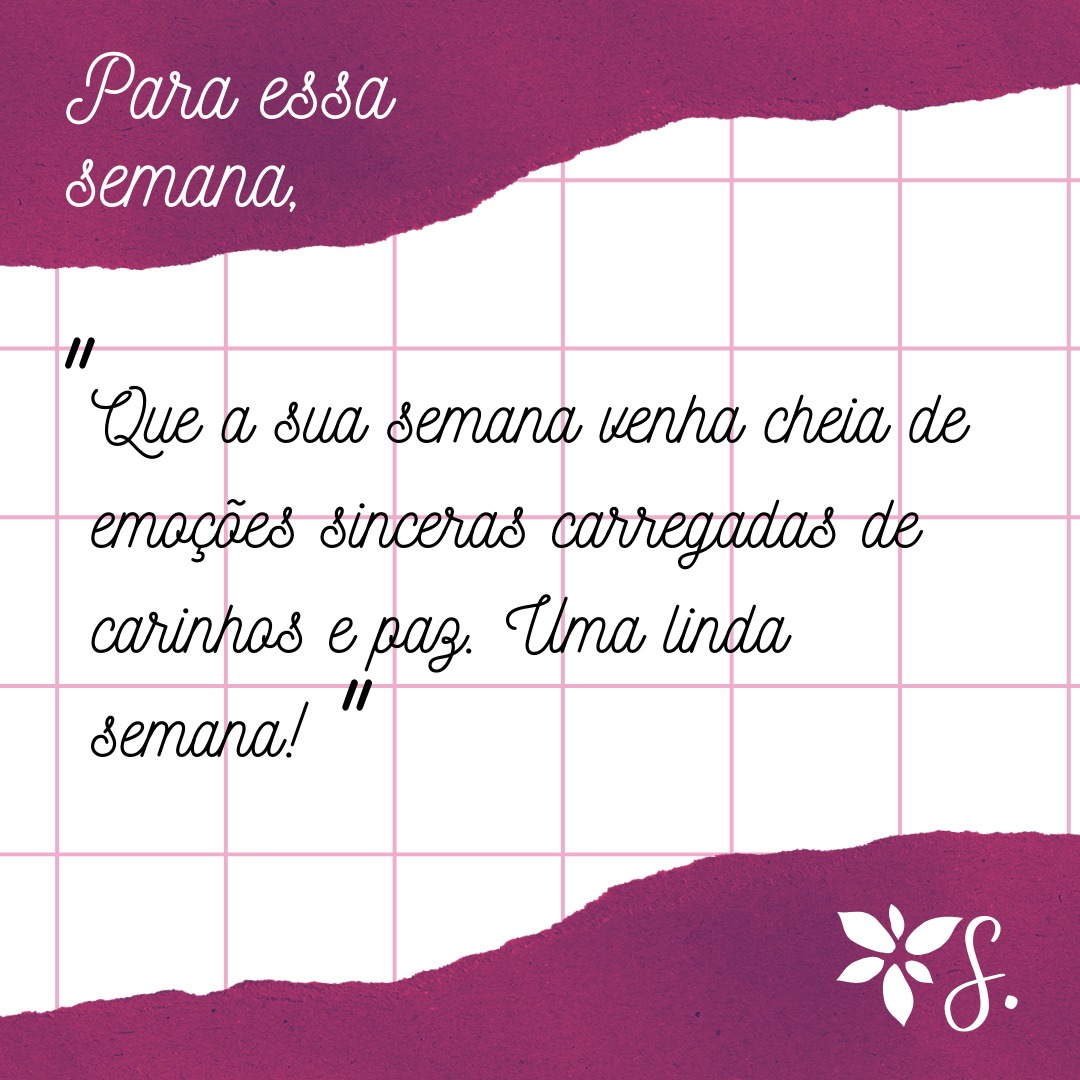 Para essa
semana,
"Que a sua semana venha cheia de
emoções sinceras carregadas de
carinhos e paz. Uma linda
semana!"
S.